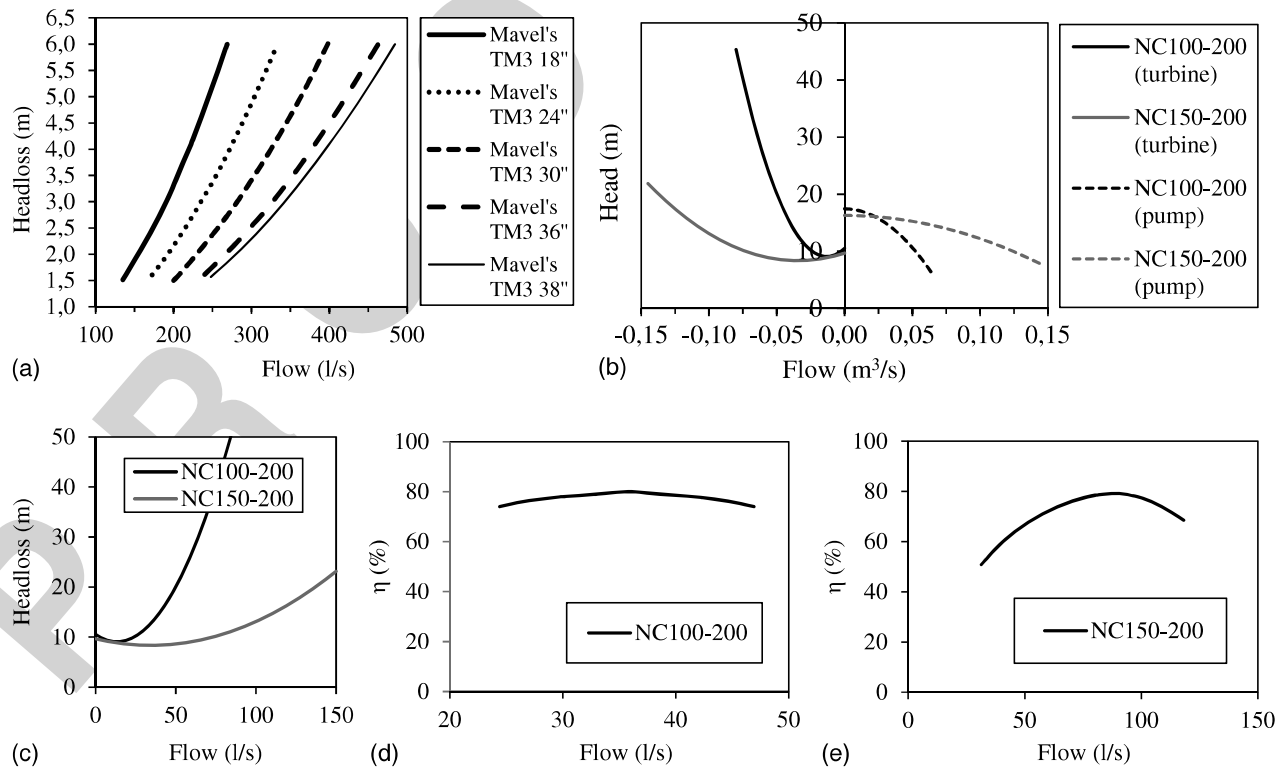 6,5
6,0
5,5
5,0
4,5
4,0
3,5
3,0
2,5
2,0
1,5
1,0
Headloss (m)
100 200 300 400 500
Flow (l/s)
(a)
Mavel's
TM3 18"
Mavel's
TM3 24"
Mavel's
TM3 30"
Mavel's
TM3 36"
Mavel's
TM3 38"
50
40
30
20
10
0
Head (m)
-0,15 -0,10 -0,05 0,00 0,05 0,10 0,15
Flow (m³/s)
(b)
NC100-200
(turbine)
NC150-200
(turbine)
NC100-200
(pump)
NC150-200
(pump)
50
40
30
20
10
0
Headloss (m)
NC100-200
NC150-200
0 50 100 150
Flow (l/s)
(c)
100
80
60
40
20
0
η (%)
NC100-200
20 30 40 50
Flow (l/s)
(d)
100
80
60
40
20
0
η (%)
NC150-200
0 50 100 150
Flow (l/s)
(e)